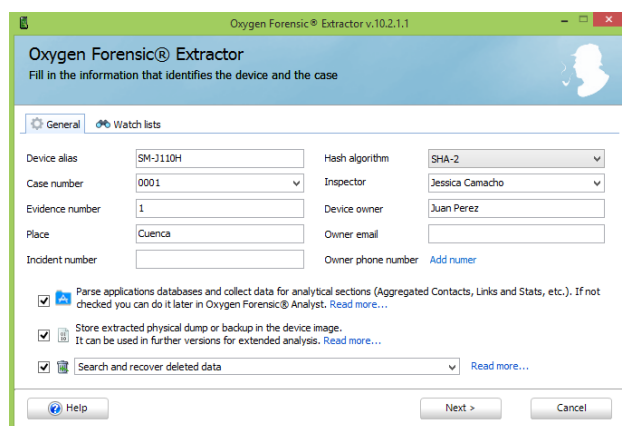 Oxygen Forensic® Extractor v.10.2.1.1
Oxygen Forensic® Extractor
Fill in the information that identifies the device and the case
General
Watch lists
Device alias SM-J110H Hash algorithm SHA-2
Case number 0001 Inspector Jessica Camacho
Evidence number 1 Device owner Juan Perez
Place Cuenca Owner email
Incident number Owner phone number Add numer
Parse applications databases and collect data for analytical sections (Aggregated Contacts, Links and Stats, etc.). If not
checked you can do it later in Oxygen Forensic® Analyst. Read more...
Store extracted physical dump or backup in the device image.
It can be used in further versions for extended analysis. Read more...
Search and recover deleted data Read more...
Help Next > Cancel